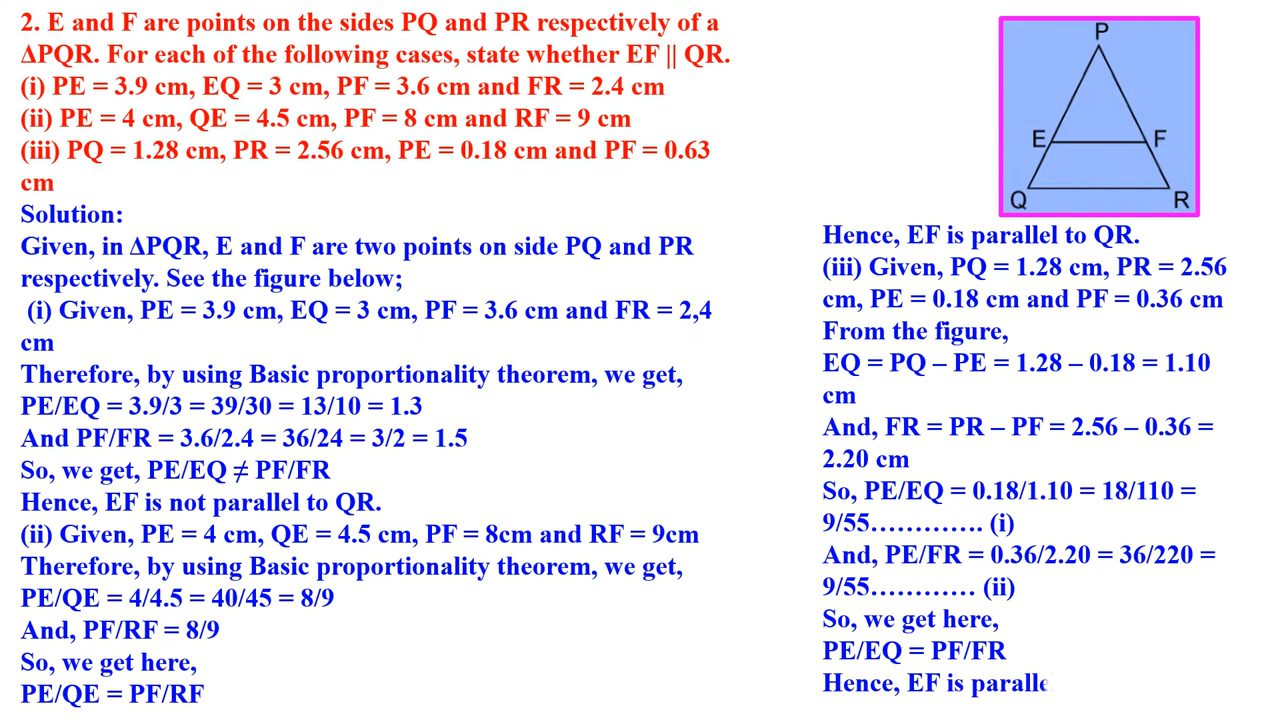 2. E and F are points on the sides PQ and PR respectively of a
ΔPQR. For each of the following cases, state whether EF || QR.
(i) PE = 3.9 cm, EQ = 3 cm, PF = 3.6 cm and FR = 2.4 cm
(ii) PE = 4 cm, QE = 4.5 cm, PF = 8 cm and RF = 9 cm
(iii) PQ = 1.28 cm, PR = 2.56 cm, PE = 0.18 cm and PF = 0.63
cm
Solution:
Given, in ΔPQR, E and F are two points on side PQ and PR
respectively. See the figure below;
(i) Given, PE = 3.9 cm, EQ = 3 cm, PF = 3.6 cm and FR = 2,4
cm
Therefore, by using Basic proportionality theorem, we get,
PE/EQ = 3.9/3 = 39/30 = 13/10 = 1.3
And PF/FR = 3.6/2.4 = 36/24 = 3/2 = 1.5
So, we get, PE/EQ ≠ PF/FR
Hence, EF is not parallel to QR.
(ii) Given, PE = 4 cm, QE = 4.5 cm, PF = 8cm and RF = 9cm
Therefore, by using Basic proportionality theorem, we get,
PE/QE = 4/4.5 = 40/45 = 8/9
And, PF/RF = 8/9
So, we get here,
PE/QE = PF/RF
P
E
F
Q
R
Hence, EF is parallel to QR.
(iii) Given, PQ = 1.28 cm, PR = 2.56
cm, PE = 0.18 cm and PF = 0.36 cm
From the figure,
EQ = PQ – PE = 1.28 – 0.18 = 1.10
cm
And, FR = PR – PF = 2.56 – 0.36 =
2.20 cm
So, PE/EQ = 0.18/1.10 = 18/110 =
9/55…………. (i)
And, PE/FR = 0.36/2.20 = 36/220 =
9/55………… (ii)
So, we get here,
PE/EQ = PF/FR
Hence, EF is paralle